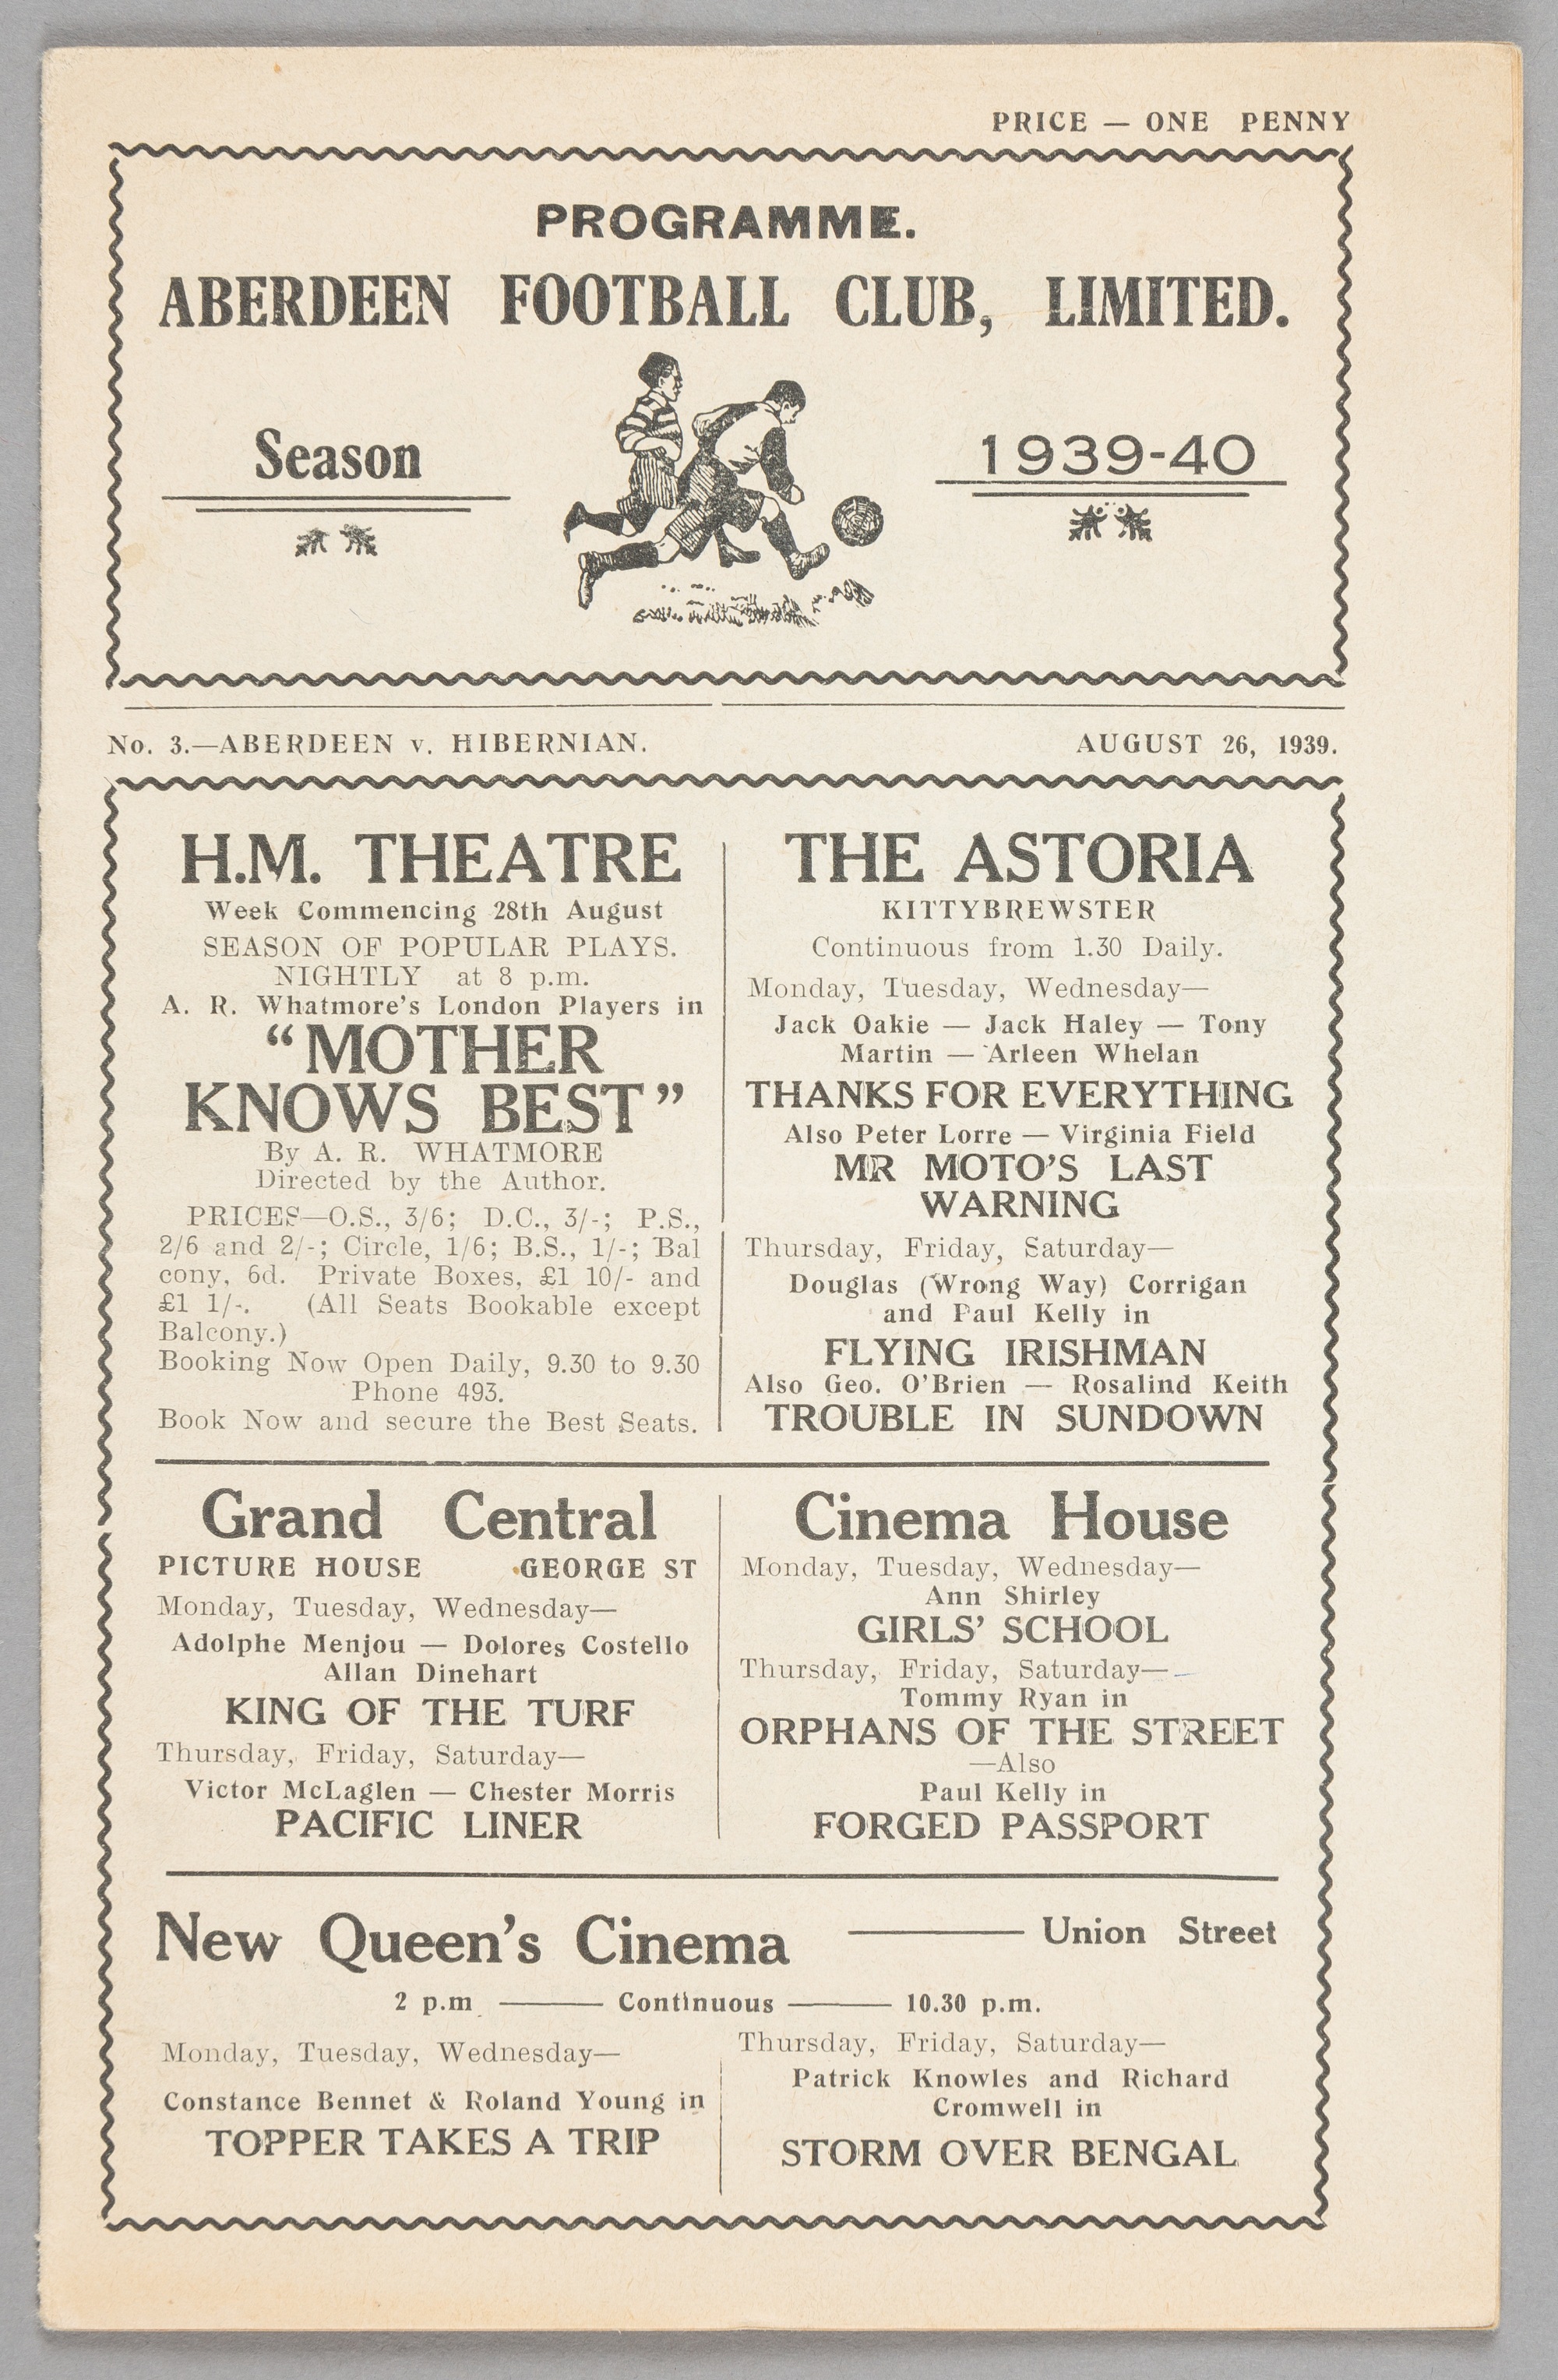 PRICE — ONE PENNY
PROGRAMME.
ABERDEEN FOOTBALL CLUB, LIMITED.
Season
1939-40
No. 3.—ABERDEEN v. HIBERNIAN.
AUGUST 26, 1939.
H.M. THEATRE
Week Commencing 28th August
SEASON OF POPULAR PLAYS.
NIGHTLY at 8 p.m.
A. R. Whatmore's London Players in
"MOTHER
KNOWS BEST"
By A. R. WHATMORE
Directed by the Author.
PRICES—O.S., 3/6; D.C., 3/-; P.S.,
2/6 and 2/-; Circle, 1/6; B.S., 1/-; Bal
cony, 6d. Private Boxes, £1 10/- and
£1 1/-. (All Seats Bookable except
Balcony.)
Booking Now Open Daily, 9.30 to 9.30
Phone 493.
Book Now and secure the Best Seats.
THE ASTORIA
KITTYBREWSTER
Continuous from 1.30 Daily.
Monday, Tuesday, Wednesday—
Jack Oakie — Jack Haley — Tony
Martin — Arleen Whelan
THANKS FOR EVERYTHING
Also Peter Lorre — Virginia Field
MR MOTO'S LAST
WARNING
Thursday, Friday, Saturday—
Douglas (Wrong Way) Corrigan
and Paul Kelly in
FLYING IRISHMAN
Also Geo. O'Brien — Rosalind Keith
TROUBLE IN SUNDOWN
Grand Central
PICTURE HOUSE GEORGE ST
Monday, Tuesday, Wednesday—
Adolphe Menjou — Dolores Costello
Allan Dinehart
KING OF THE TURF
Thursday, Friday, Saturday—
Victor McLaglen — Chester Morris
PACIFIC LINER
Cinema House
Monday, Tuesday, Wednesday—
Ann Shirley
GIRLS' SCHOOL
Thursday, Friday, Saturday—
Tommy Ryan in
ORPHANS OF THE STREET
—Also
Paul Kelly in
FORGED PASSPORT
New Queen's Cinema — Union Street
2 p.m — Continuous — 10.30 p.m.
Monday, Tuesday, Wednesday—
Constance Bennet & Roland Young in
TOPPER TAKES A TRIP
Thursday, Friday, Saturday—
Patrick Knowles and Richard
Cromwell in
STORM OVER BENGAL